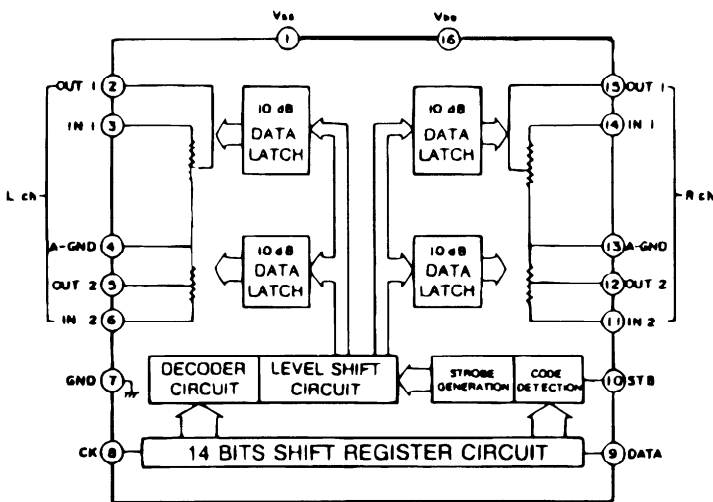 Vss
VDD
1
16
OUT 1 2
15 OUT 1
IN 1 3
14 IN 1
10 dB
DATA
LATCH
10 dB
DATA
LATCH
L ch
R ch
A-GND 4
13 A-GND
10 dB
DATA
LATCH
10 dB
DATA
LATCH
OUT 2 5
12 OUT 2
IN 2 6
11 IN 2
GND 7
DECODER
CIRCUIT
LEVEL SHIFT
CIRCUIT
STROBE
GENERATION
CODE
DETECTION
10 STB
CK 8
14 BITS SHIFT REGISTER CIRCUIT
9 DATA